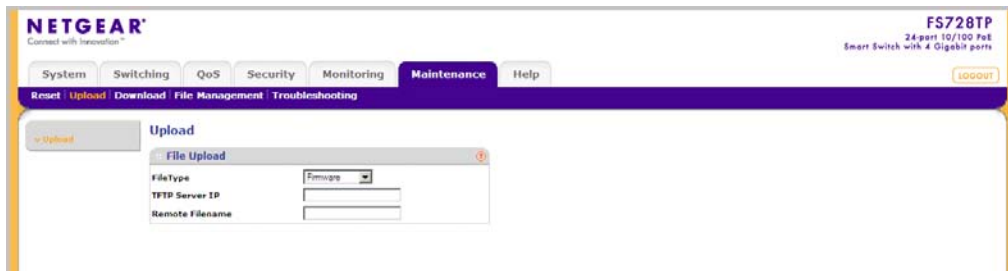 NETGEAR
Connect with Innovation™
FS728TP
24-port 10/100 PoE
Smart Switch with 4 Gigabit ports
System Switching QoS Security Monitoring Maintenance Help
LOGOUT
Reset Upload Download File Management Troubleshooting
Upload
Upload
File Upload
FileType Firmware
TFTP Server IP
Remote Filename